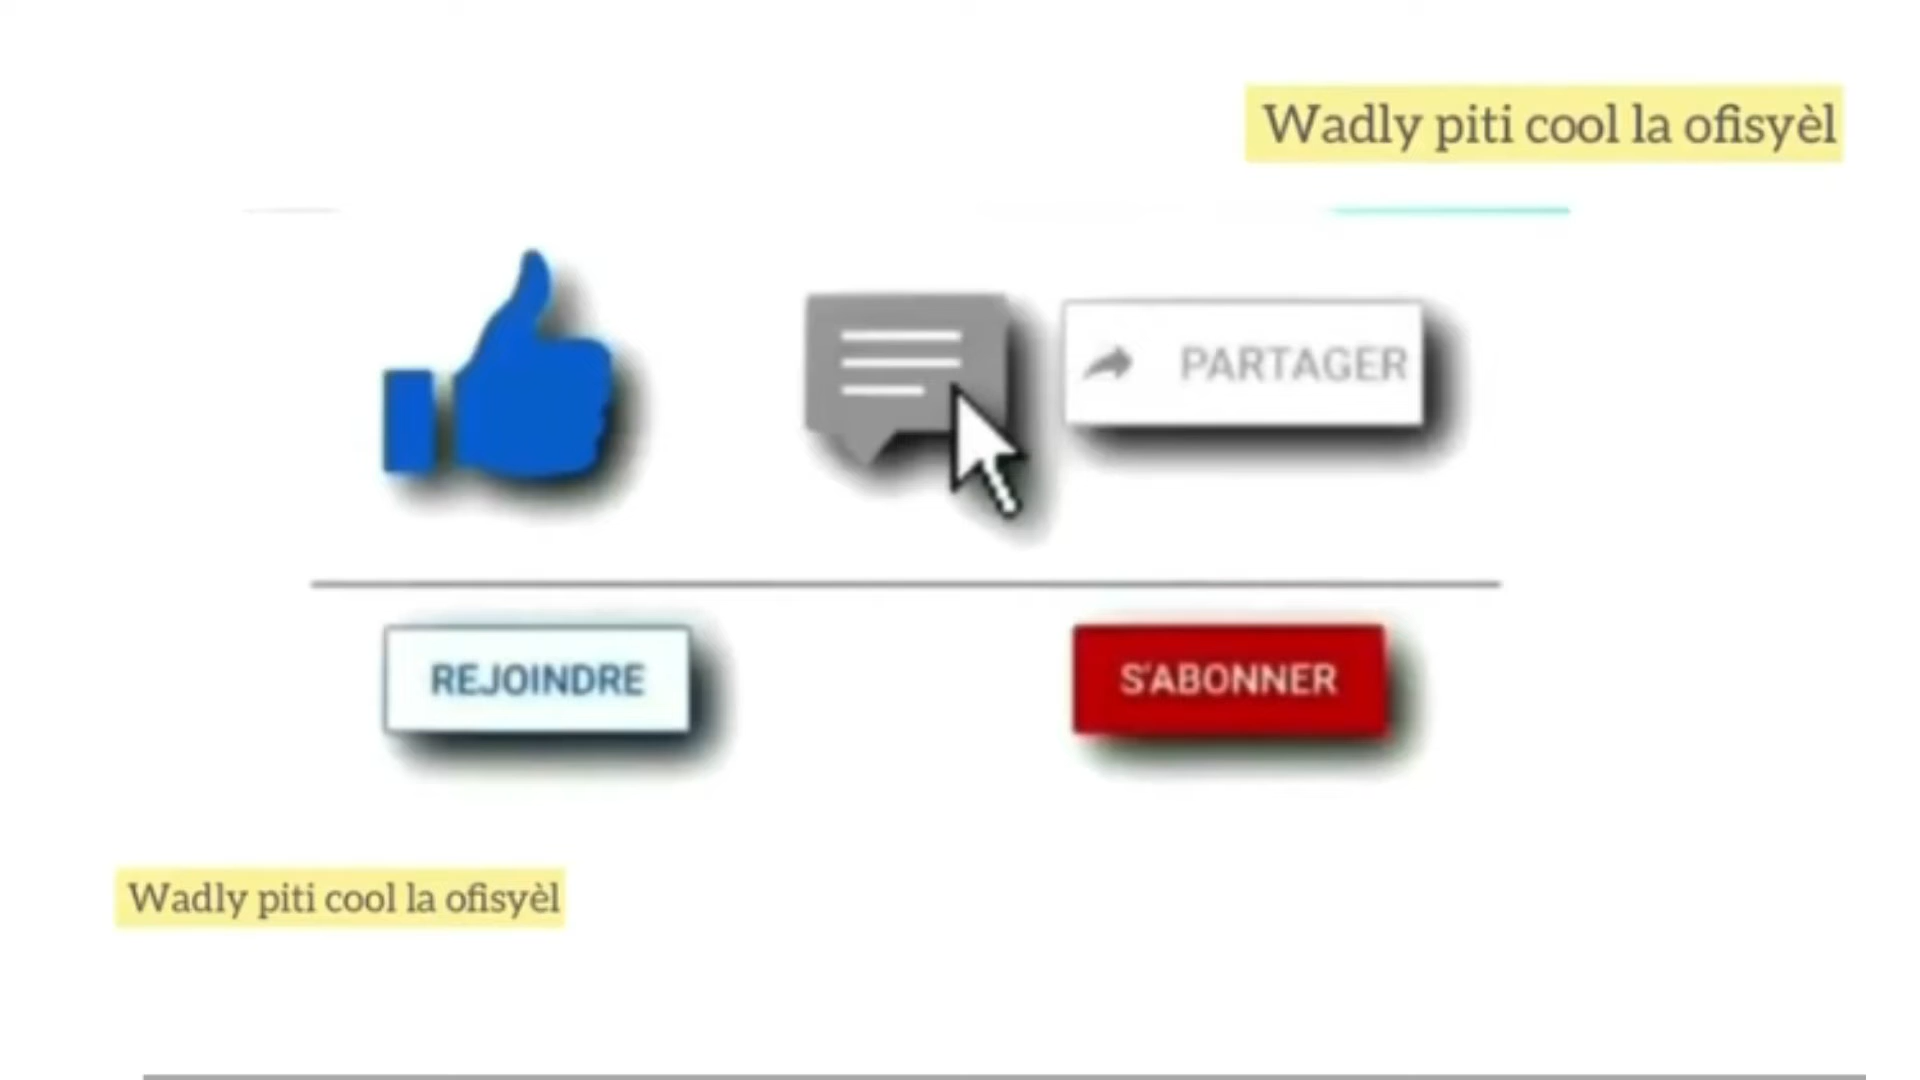 Wadly piti cool la ofisyèl
PARTAGER
REJOINDRE
S'ABONNER
Wadly piti cool la ofisyèl